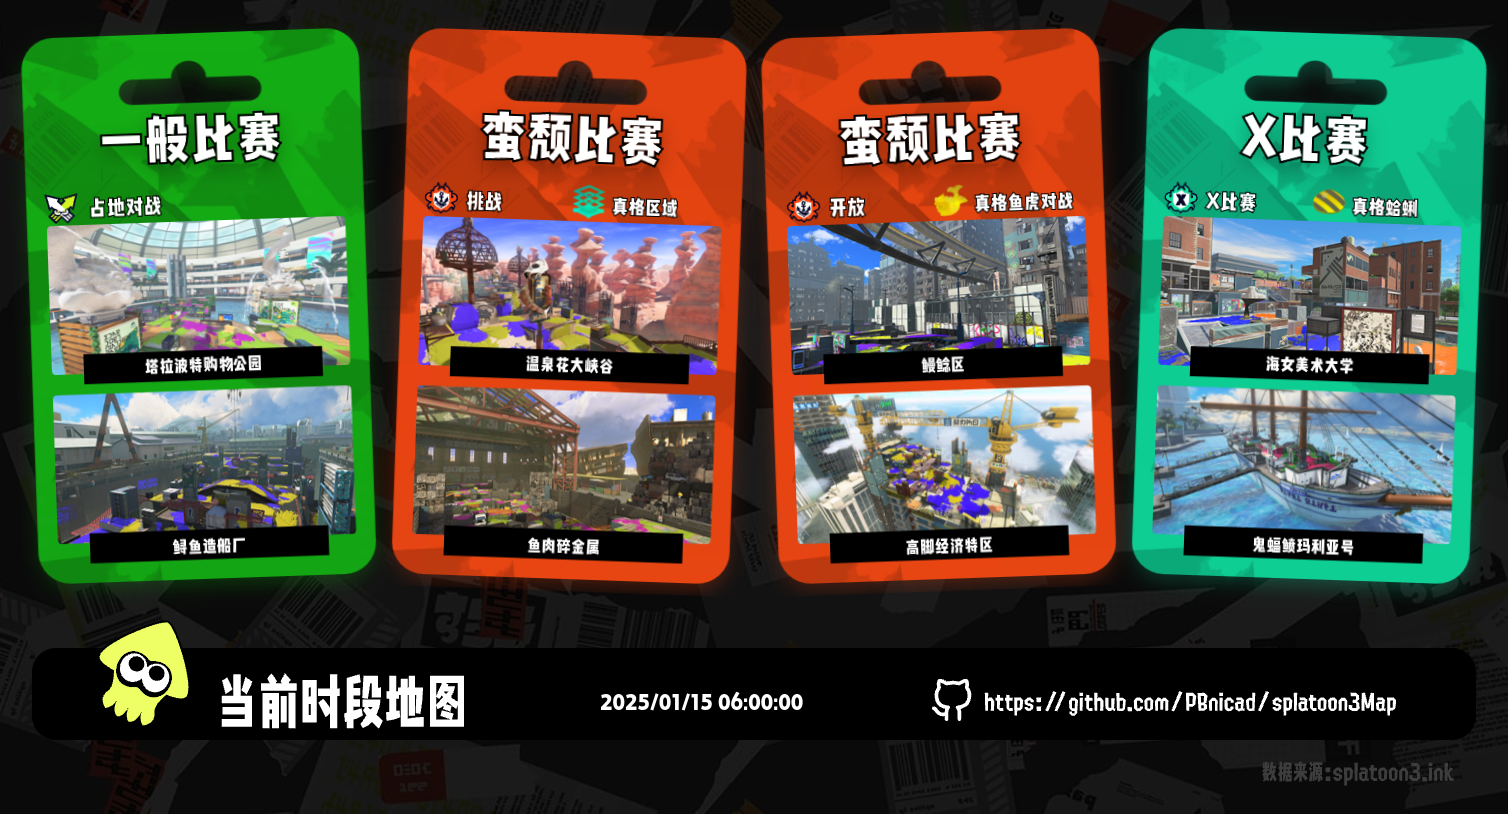 一般比赛
占地对战
塔拉波特购物公园
鲟鱼造船厂
蛮颓比赛
挑战
真格区域
温泉花大峡谷
鱼肉碎金属
蛮颓比赛
开放
真格鱼虎对战
鳗鲶区
高脚经济特区
X比赛
X比赛
真格蛤蜊
海女美术大学
鬼蝠鲼玛利亚号
当前时段地图
2025/01/15 06:00:00
https://github.com/PBnicad/splatoon3Map
数据来源:splatoon3.ink